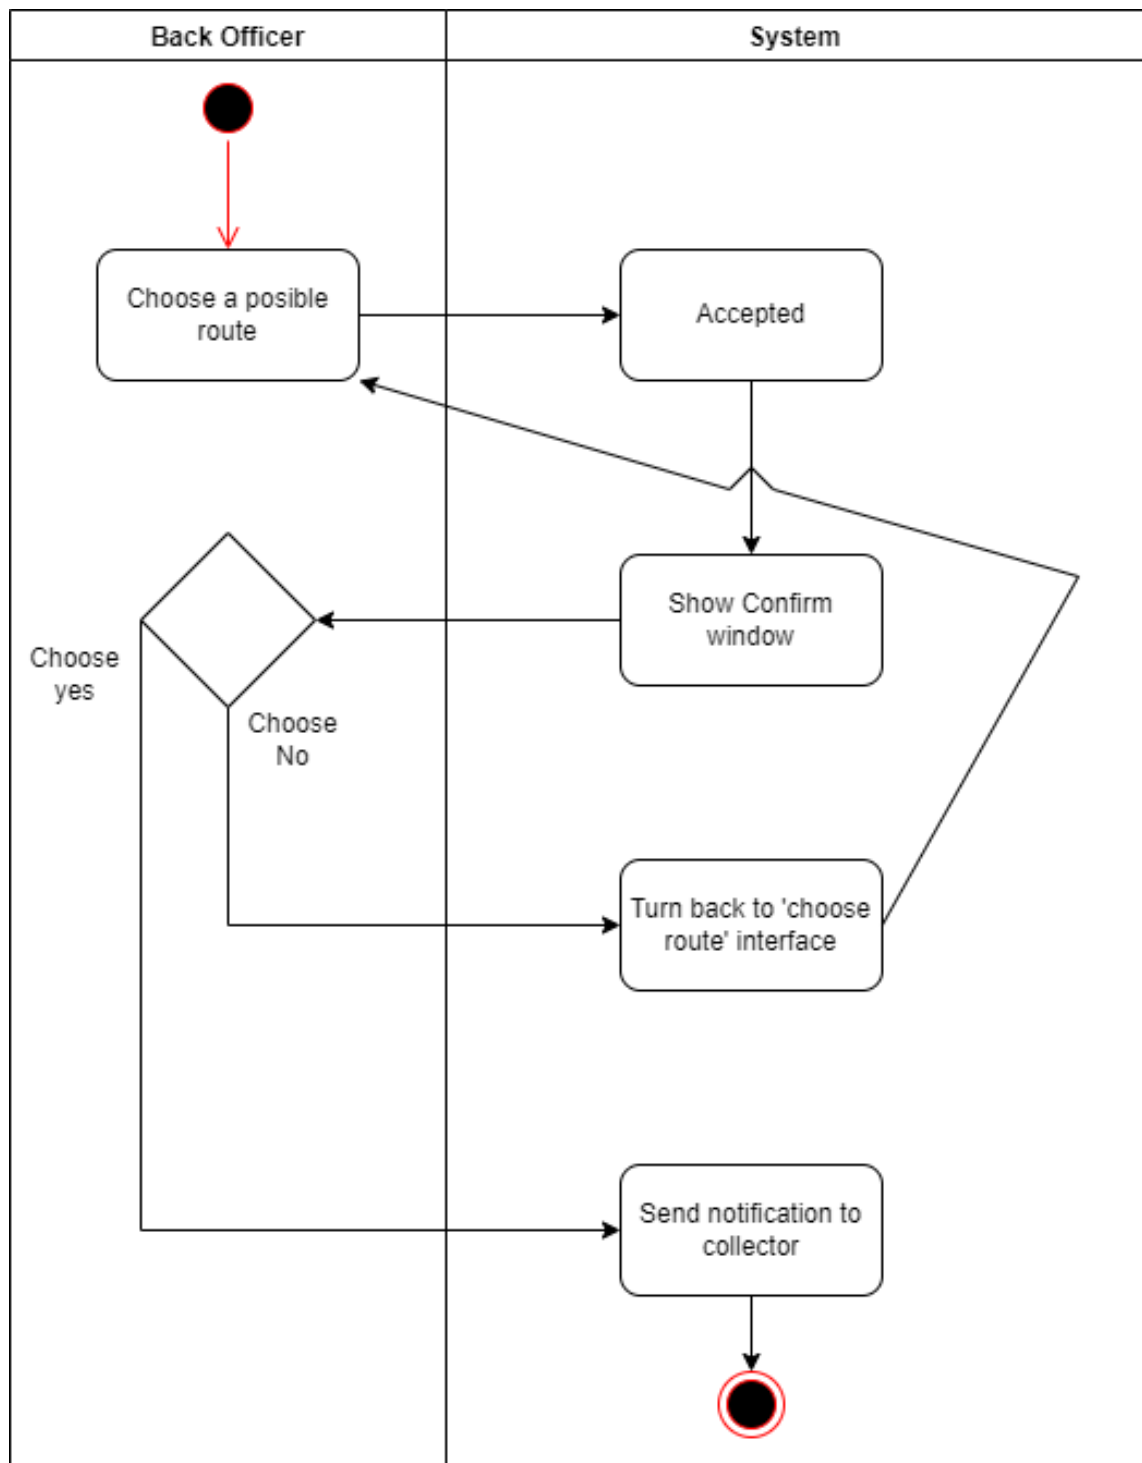 Back Officer
System
Choose a posible
route
Accepted
Show Confirm
window
Choose
yes
Choose
No
Turn back to 'choose
route' interface
Send notification to
collector